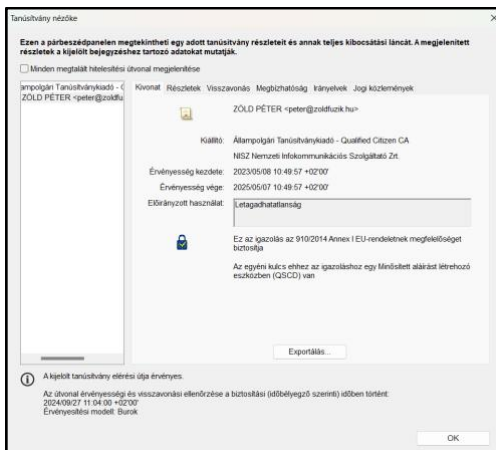 Tanúsítvány nézőke
Ezen a párbeszédpanelen megtekintheti egy adott tanúsítvány részleteit és annak teljes kibocsátási láncát. A megjelenített
részletek a kijelölt bejegyzéshez tartozó adatokat mutatják.
Minden megtalált hitelesítési útvonal megjelenítése
ampolgári Tanúsítványkiadó - Q
ZÖLD PÉTER <peter@zoldfu
Kivonat Részletek Visszavonás Megbízhatóság Irányelvek Jogi közlemények
ZÖLD PÉTER <peter@zoldfuzik.hu>
Kiállító: Állampolgári Tanúsítványkiadó - Qualified Citizen CA
NISZ Nemzeti Infokommunikációs Szolgáltató Zrt.
Érvényesség kezdete: 2023/05/08 10:49:57 +02'00'
Érvényesség vége: 2025/05/07 10:49:57 +02'00'
Előirányzott használat: Letagadhatatlanság
Ez az igazolás az 910/2014 Annex I EU-rendeletnek megfelelőséget
biztosítja
Az egyéni kulcs ehhez az igazoláshoz egy Minősített aláírást létrehozó
eszközben (QSCD) van
Exportálás...
A kijelölt tanúsítvány elérési útja érvényes.
Az útvonal érvényességi és visszavonási ellenőrzése a biztosítási (időbélyegző szerinti) időben történt:
2024/09/27 11:04:00 +02'00'
Érvényesítési modell: Burok
OK